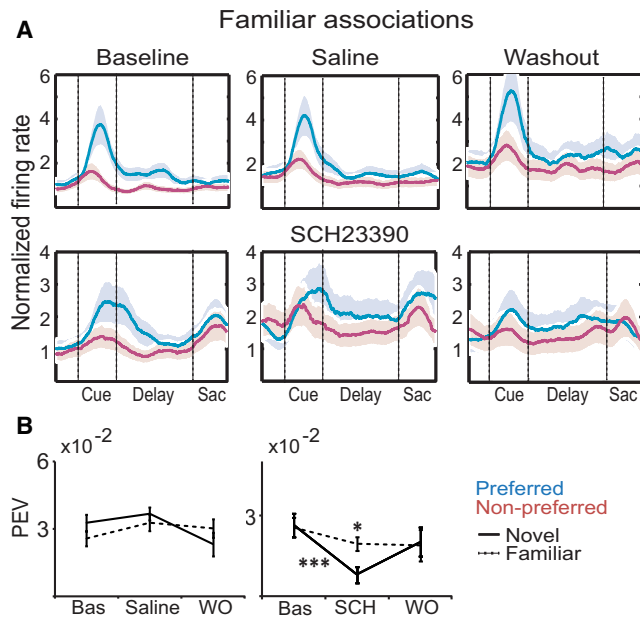 Familiar associations
A
Baseline
Saline
Washout
Normalized firing rate
6
4
2
6
4
2
6
4
2
SCH23390
4
3
2
1
4
3
2
1
4
3
2
1
Cue Delay Sac
Cue Delay Sac
Cue Delay Sac
B
x10-2
x10-2
PEV
6
3
3
*
***
Bas Saline WO
Bas SCH WO
Preferred
Non-preferred
Novel
Familiar